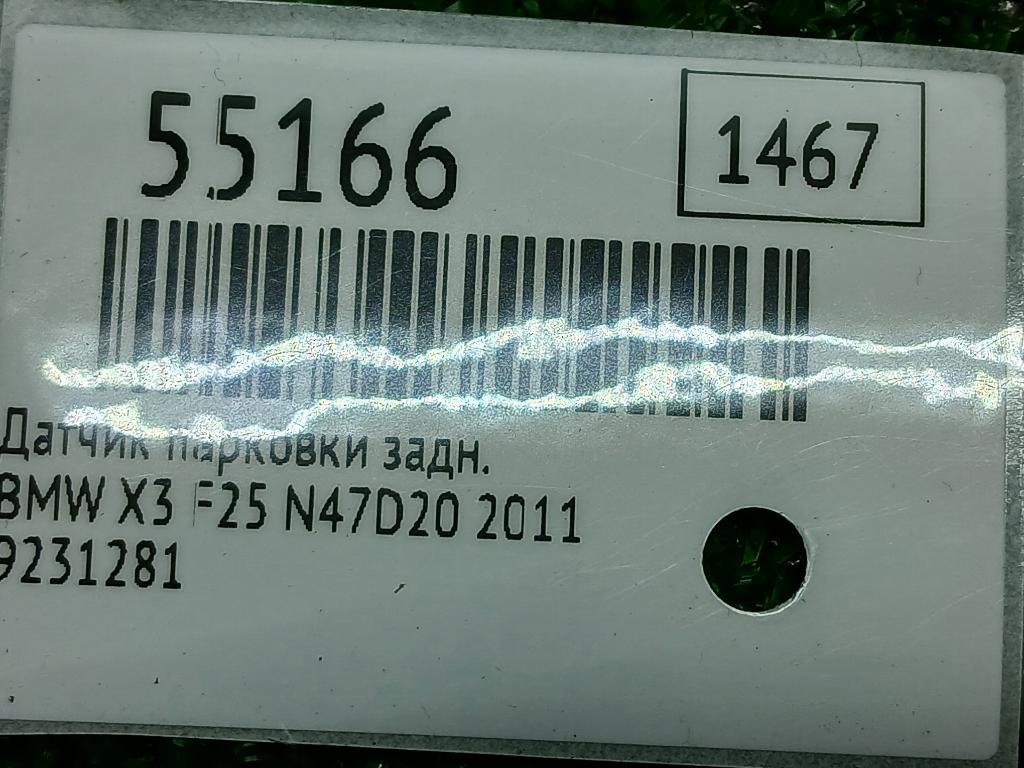 55166
1467
Датчик парковки задн.
BMW X3 F25 N47D20 2011
9231281